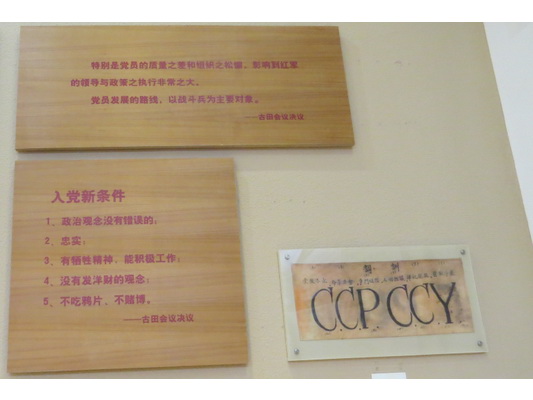 特别是党员的质量之差和组织之松懈，影响到红军
的领导与政策之执行非常之大。
党员发展的路线，以战斗兵为主要对象。
——古田会议决议
入党新条件
1、政治观念没有错误的；
2、忠实；
3、有牺牲精神，能积极工作；
4、没有发洋财的观念；
5、不吃鸦片、不赌博。
——古田会议决议
CCP CCY